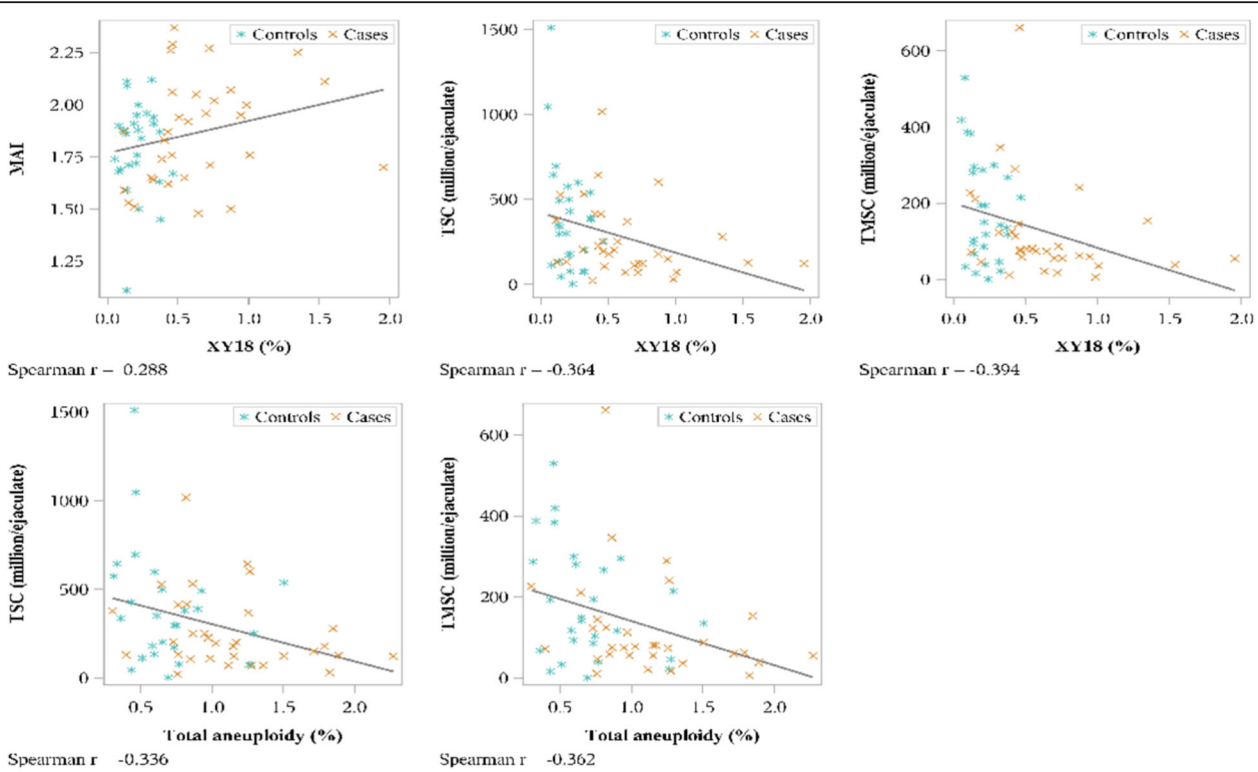 Controls Cases
MAI
2.25
2.00
1.75
1.50
1.25
0.0 0.5 1.0 1.5 2.0
XY18 (%)
Spearman r – 0.288
Controls Cases
TSC (million/ejaculate)
1500
1000
500
0
0.0 0.5 1.0 1.5 2.0
XY18 (%)
Spearman r – -0.364
Controls Cases
TMSC (million/ejaculate)
600
400
200
0
0.0 0.5 1.0 1.5 2.0
XY18 (%)
Spearman r – -0.394
Controls Cases
TSC (million/ejaculate)
1500
1000
500
0
0.5 1.0 1.5 2.0
Total aneuploidy (%)
Spearman r -0.336
Controls Cases
TMSC (million/ejaculate)
600
400
200
0
0.5 1.0 1.5 2.0
Total aneuploidy (%)
Spearman r -0.362